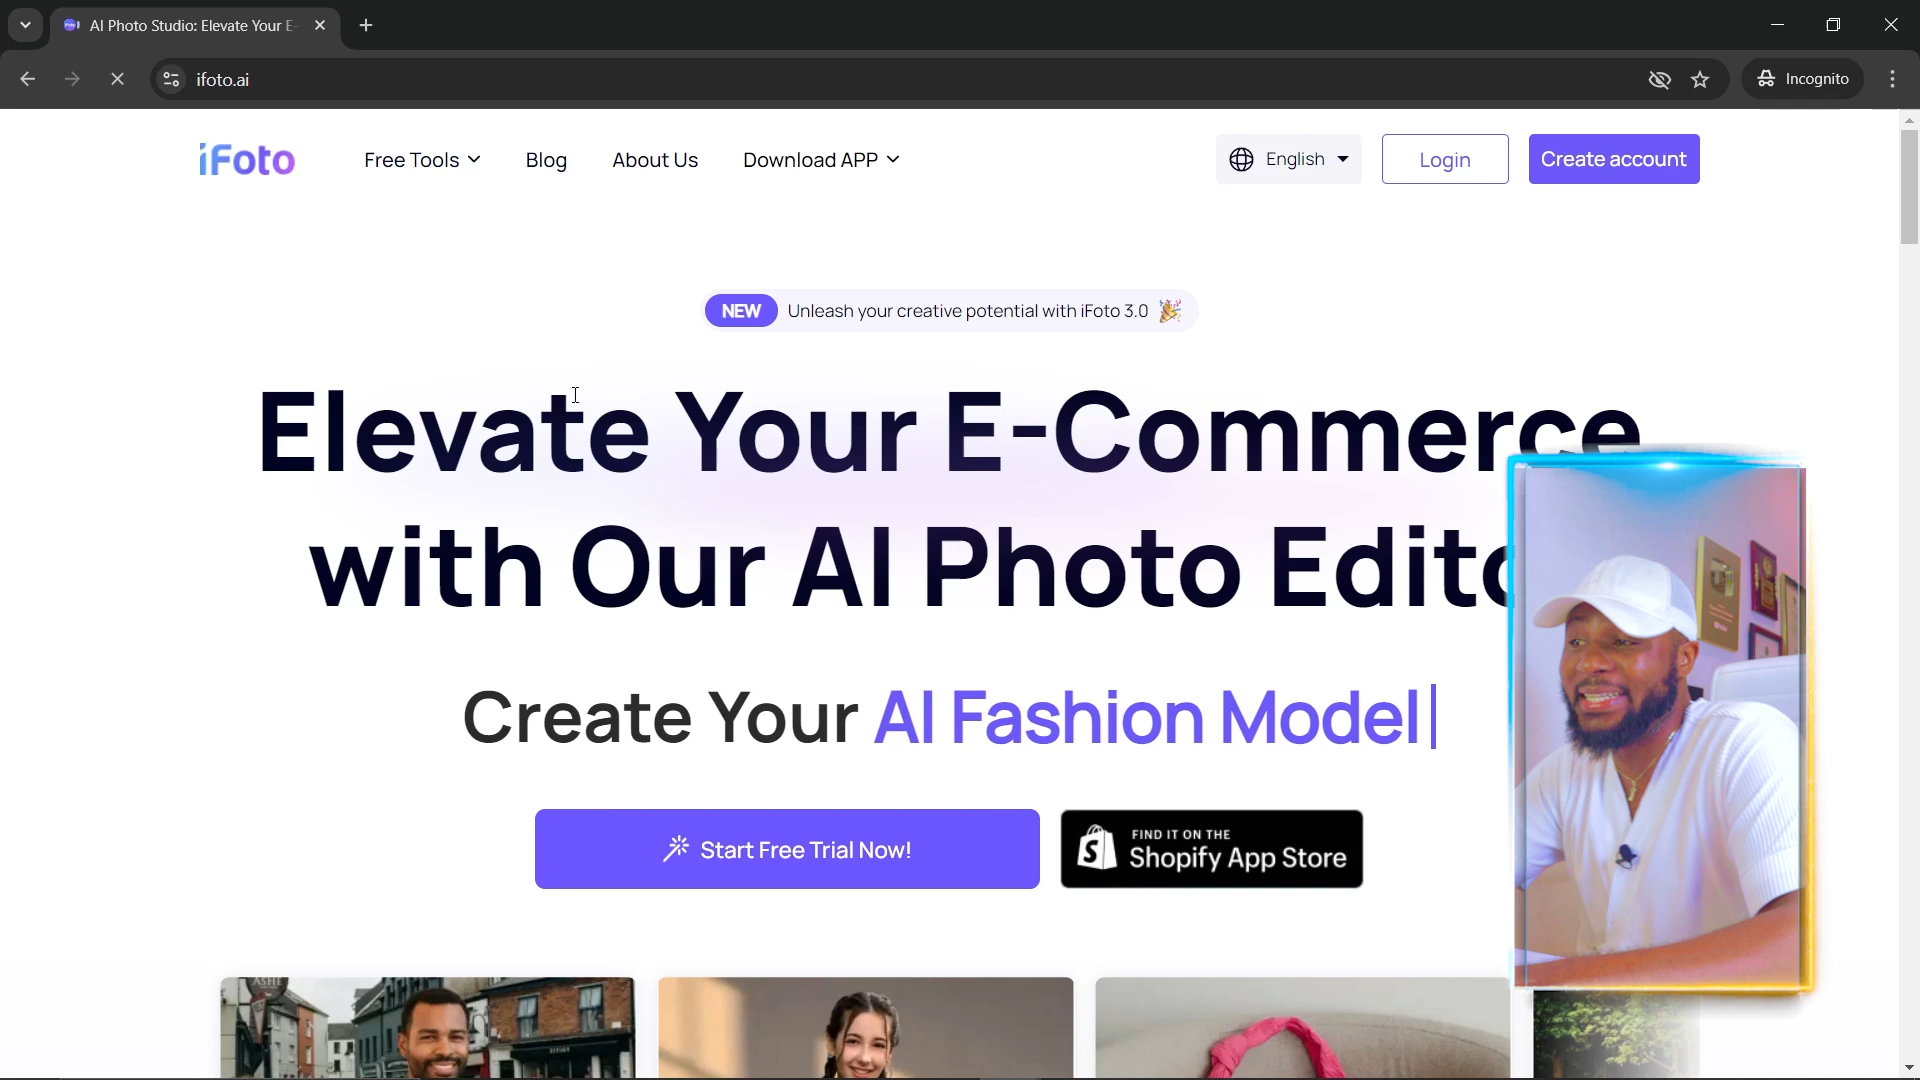 AI Photo Studio: Elevate Your E-
ifoto.ai
Incognito
iFoto
Free Tools
Blog
About Us
Download APP
English
Login
Create account
NEW Unleash your creative potential with iFoto 3.0
Elevate Your E-Commerce
with Our AI Photo Edito
Create Your AI Fashion Model
Start Free Trial Now!
FIND IT ON THE
Shopify App Store
ASHE